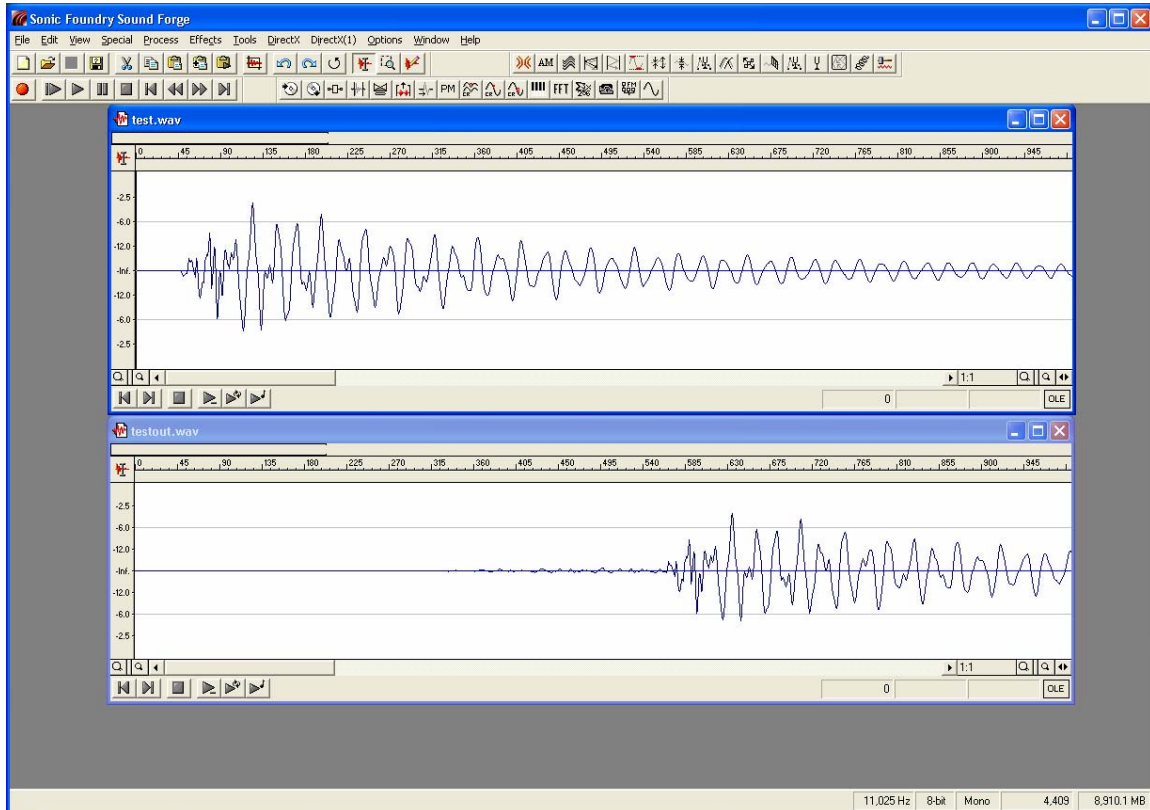 Sonic Foundry Sound Forge
File Edit View Special Process Effects Tools DirectX DirectX(1) Options Window Help
AM
PM FFT
test.wav
0 45 90 135 180 225 270 315 360 405 450 495 540 585 630 675 720 765 810 855 900 945
-2.5
-6.0
-12.0
-Inf.
-12.0
-6.0
-2.5
1:1
0 OLE
testout.wav
0 45 90 135 180 225 270 315 360 405 450 495 540 585 630 675 720 765 810 855 900 945
-2.5
-6.0
-12.0
-Inf.
-12.0
-6.0
-2.5
1:1
0 OLE
11,025 Hz 8-bit Mono 4,409 8,910.1 MB